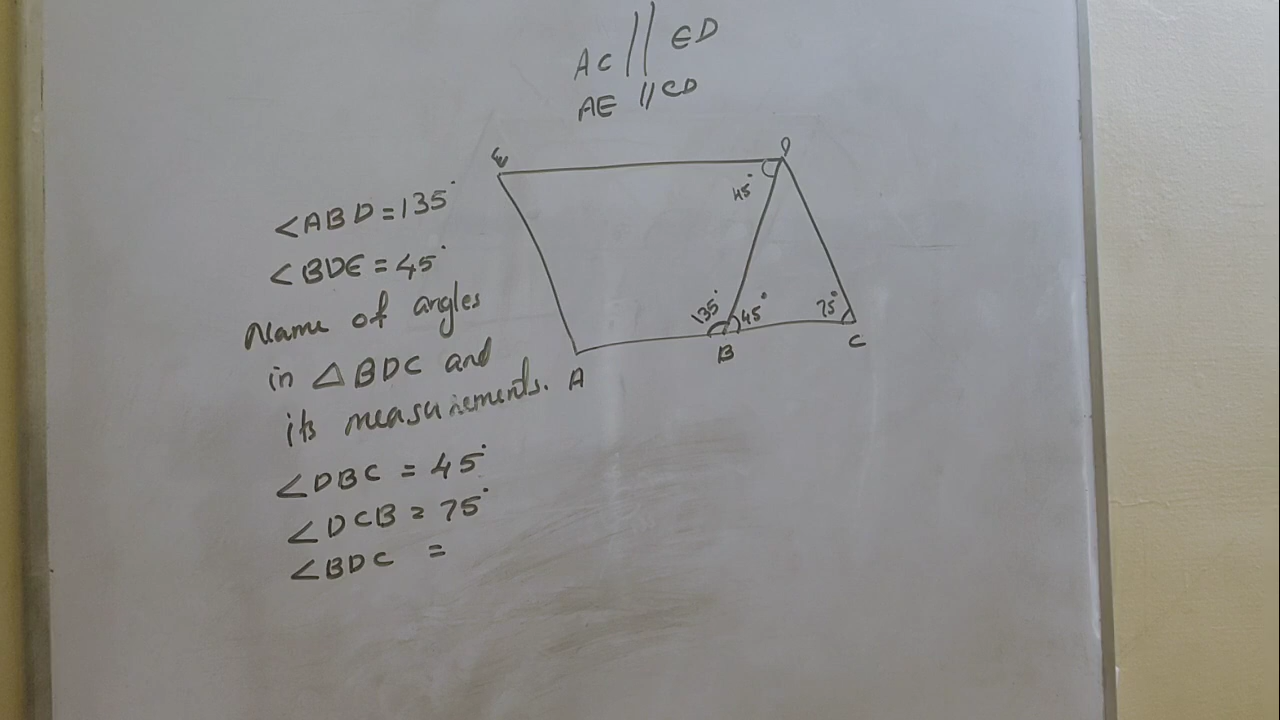 AC // ED
AE // CD
E
D
45°
135°
45°
75°
A
B
C
∠ABD = 135°
∠BDE = 45°
Name of angles
in △BDC and
its measurements.
∠DBC = 45°
∠DCB = 75°
∠BDC =